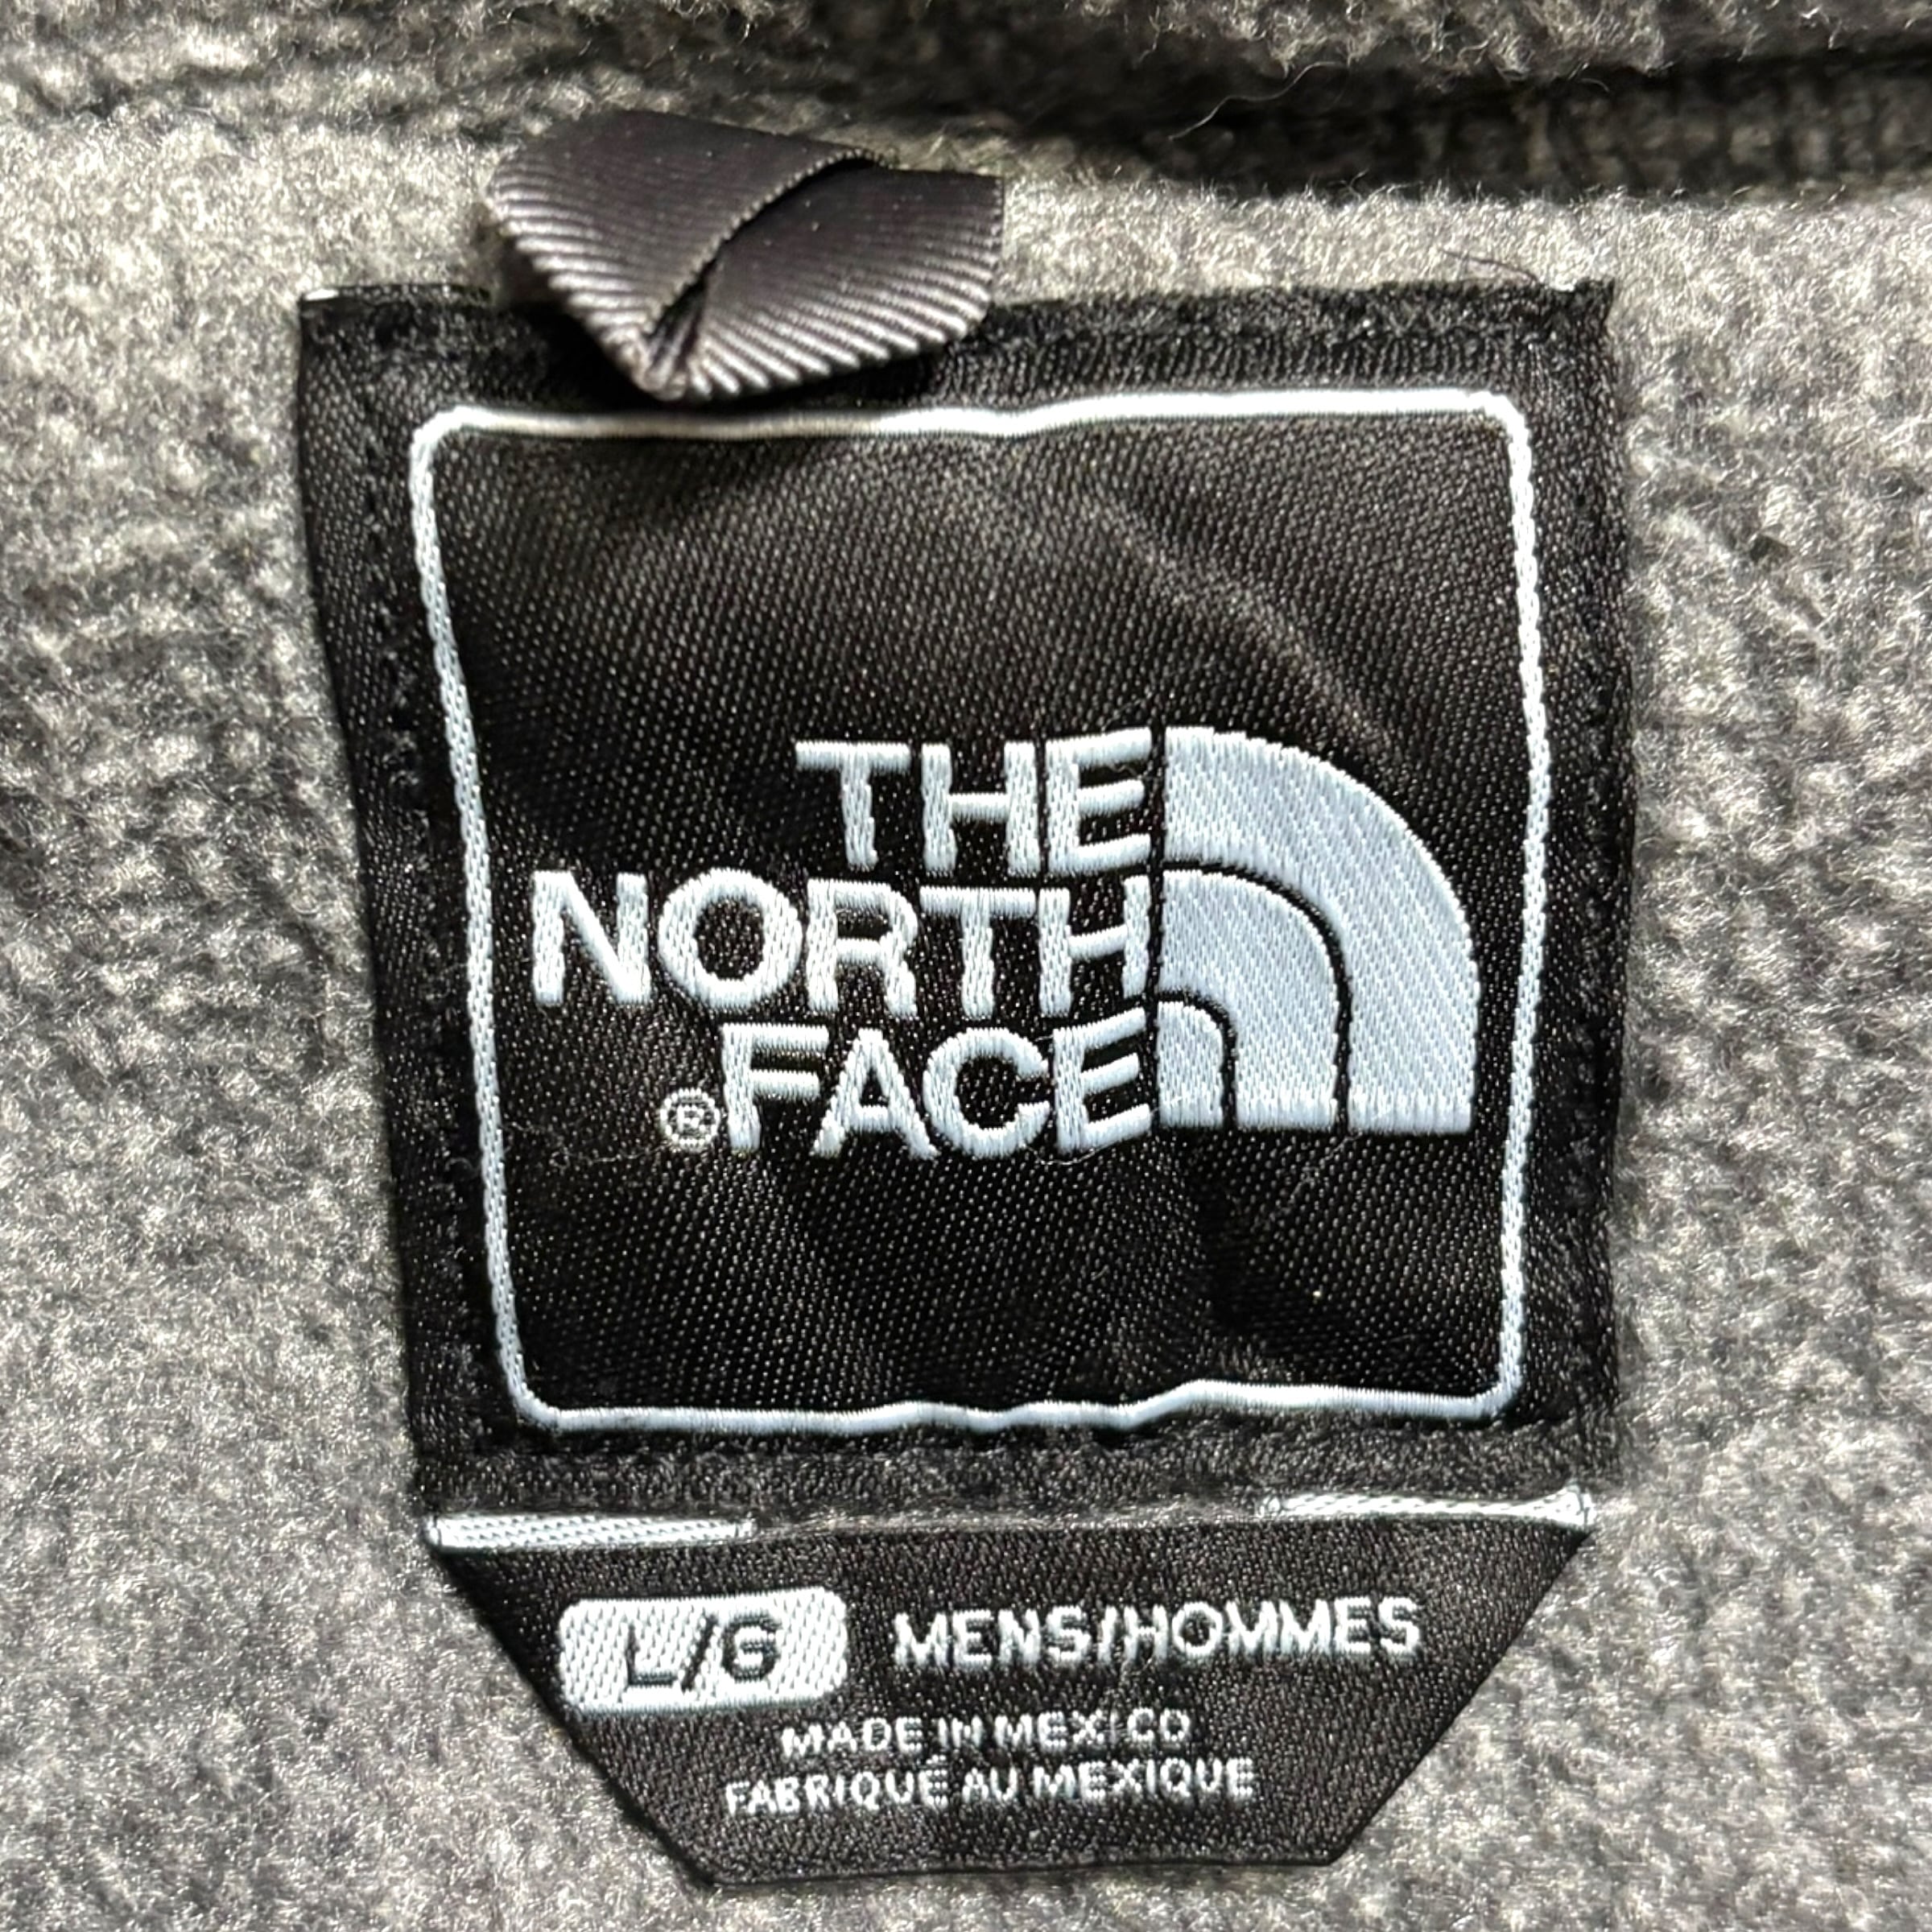 THE
NORTH
®FACE
L/G MENS/HOMMES
MADE IN MEXICO
FABRIQUÉ AU MEXIQUE